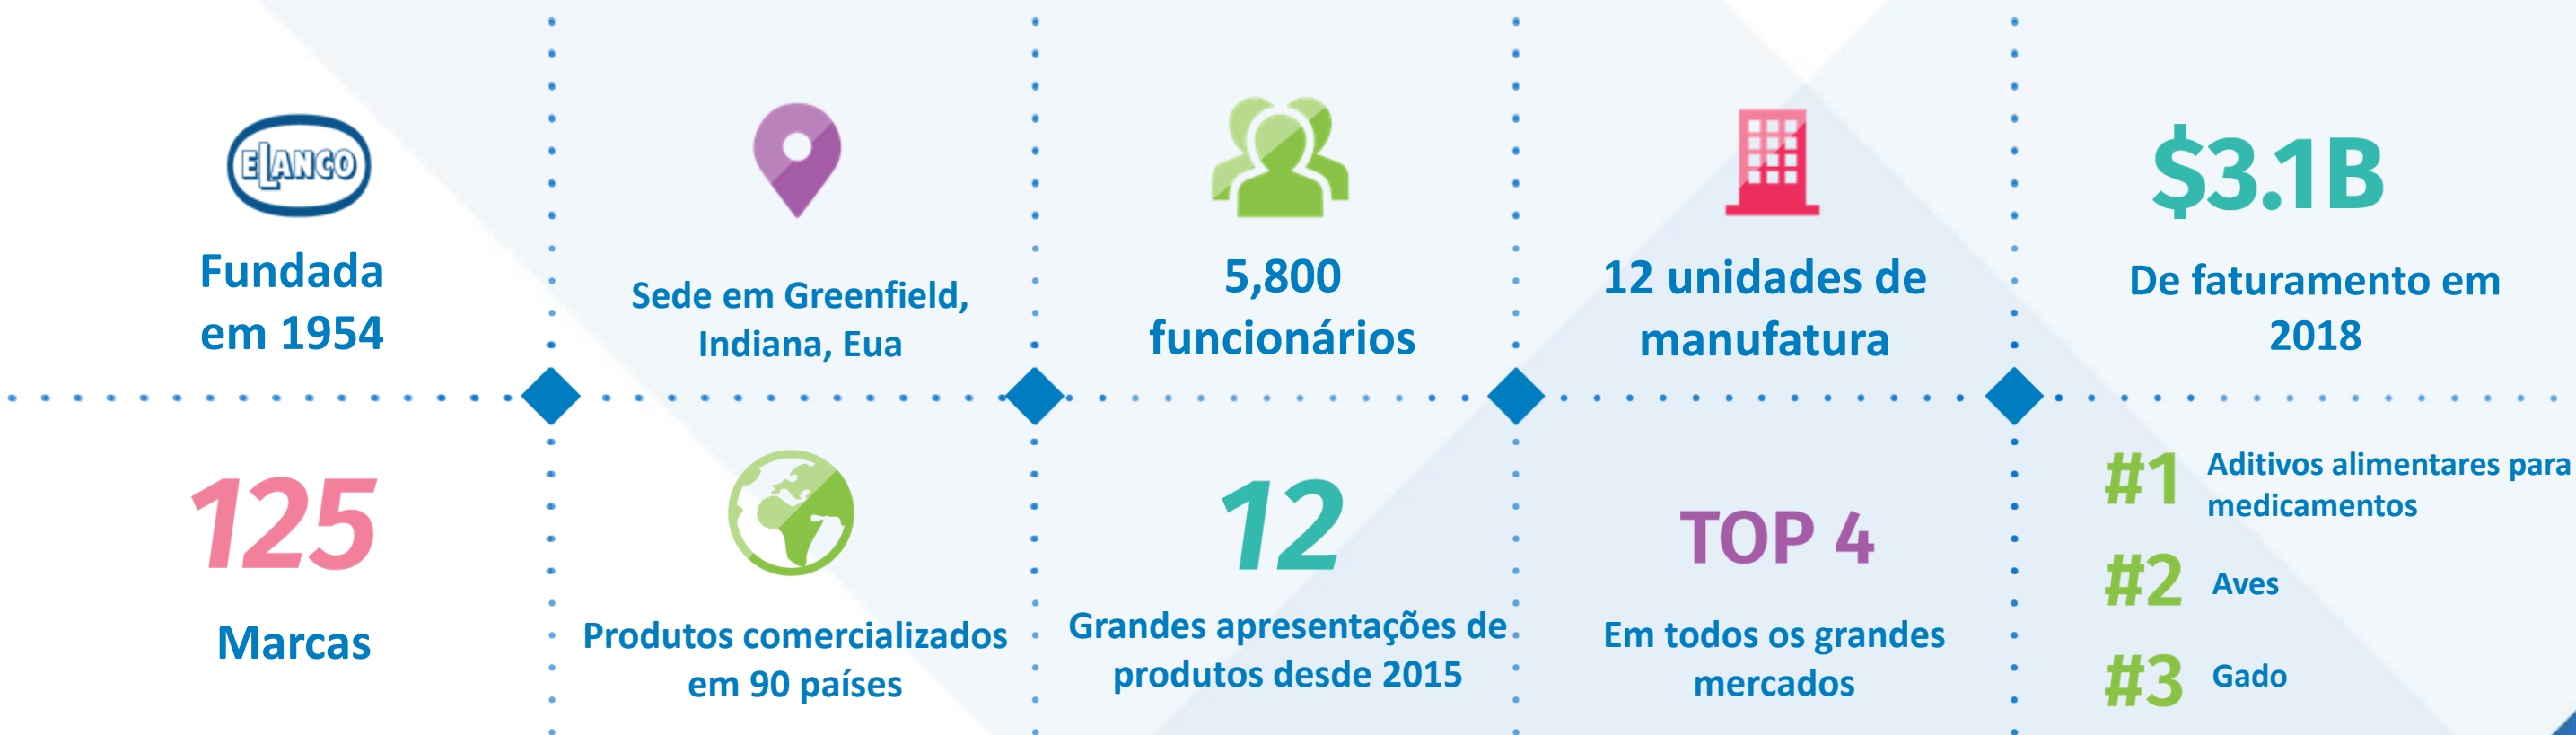 ELANCO
Fundada
em 1954
Sede em Greenfield,
Indiana, Eua
5,800
funcionários
12 unidades de
manufatura
$3.1B
De faturamento em
2018
125
Marcas
Produtos comercializados
em 90 países
12
Grandes apresentações de
produtos desde 2015
TOP 4
Em todos os grandes
mercados
#1 Aditivos alimentares para
medicamentos
#2 Aves
#3 Gado